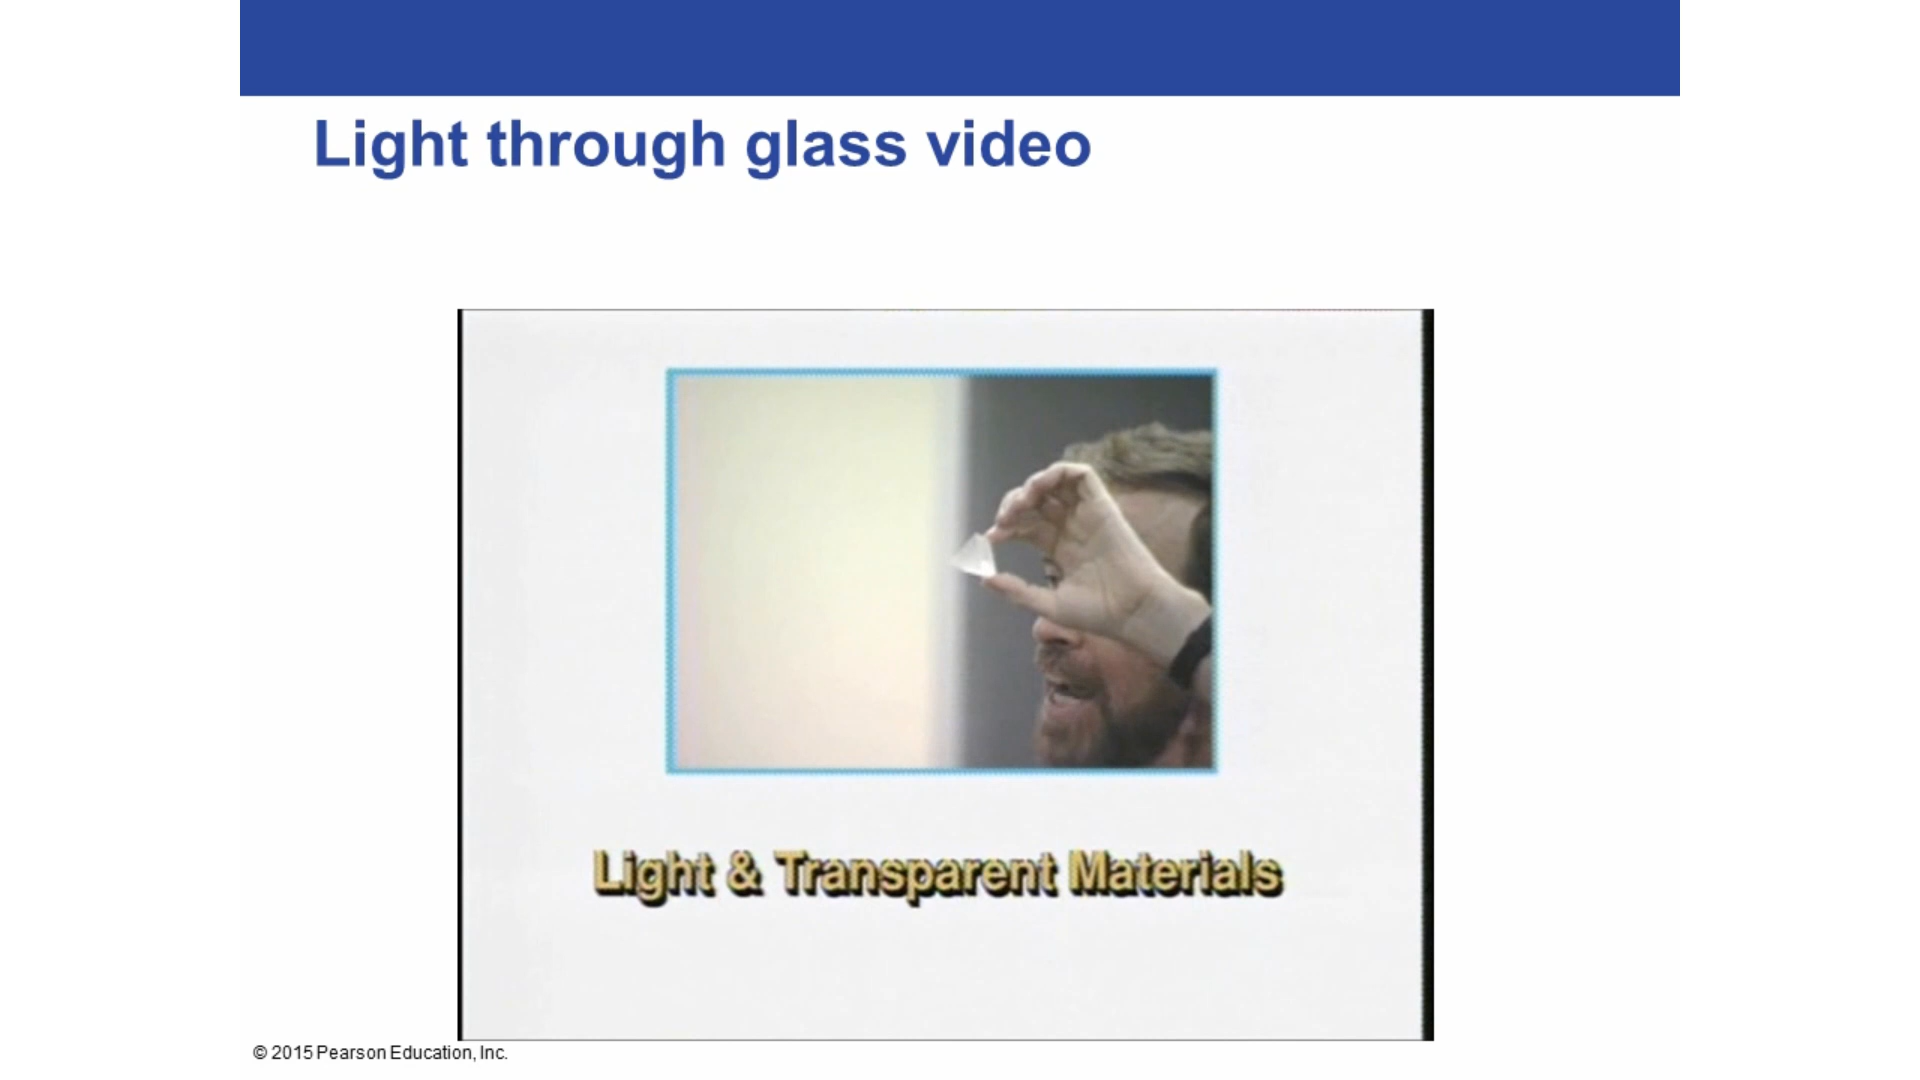 Light through glass video
Light & Transparent Materials
© 2015 Pearson Education, Inc.